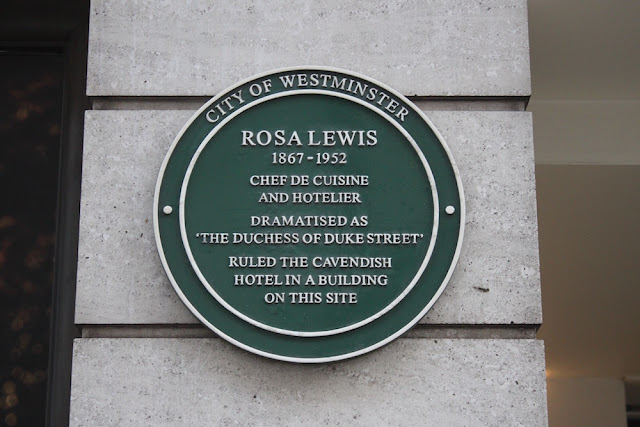 CITY OF WESTMINSTER
ROSA LEWIS
1867-1952
CHEF DE CUISINE
AND HOTELIER
DRAMATISED AS
'THE DUCHESS OF DUKE STREET'
RULED THE CAVENDISH
HOTEL IN A BUILDING
ON THIS SITE